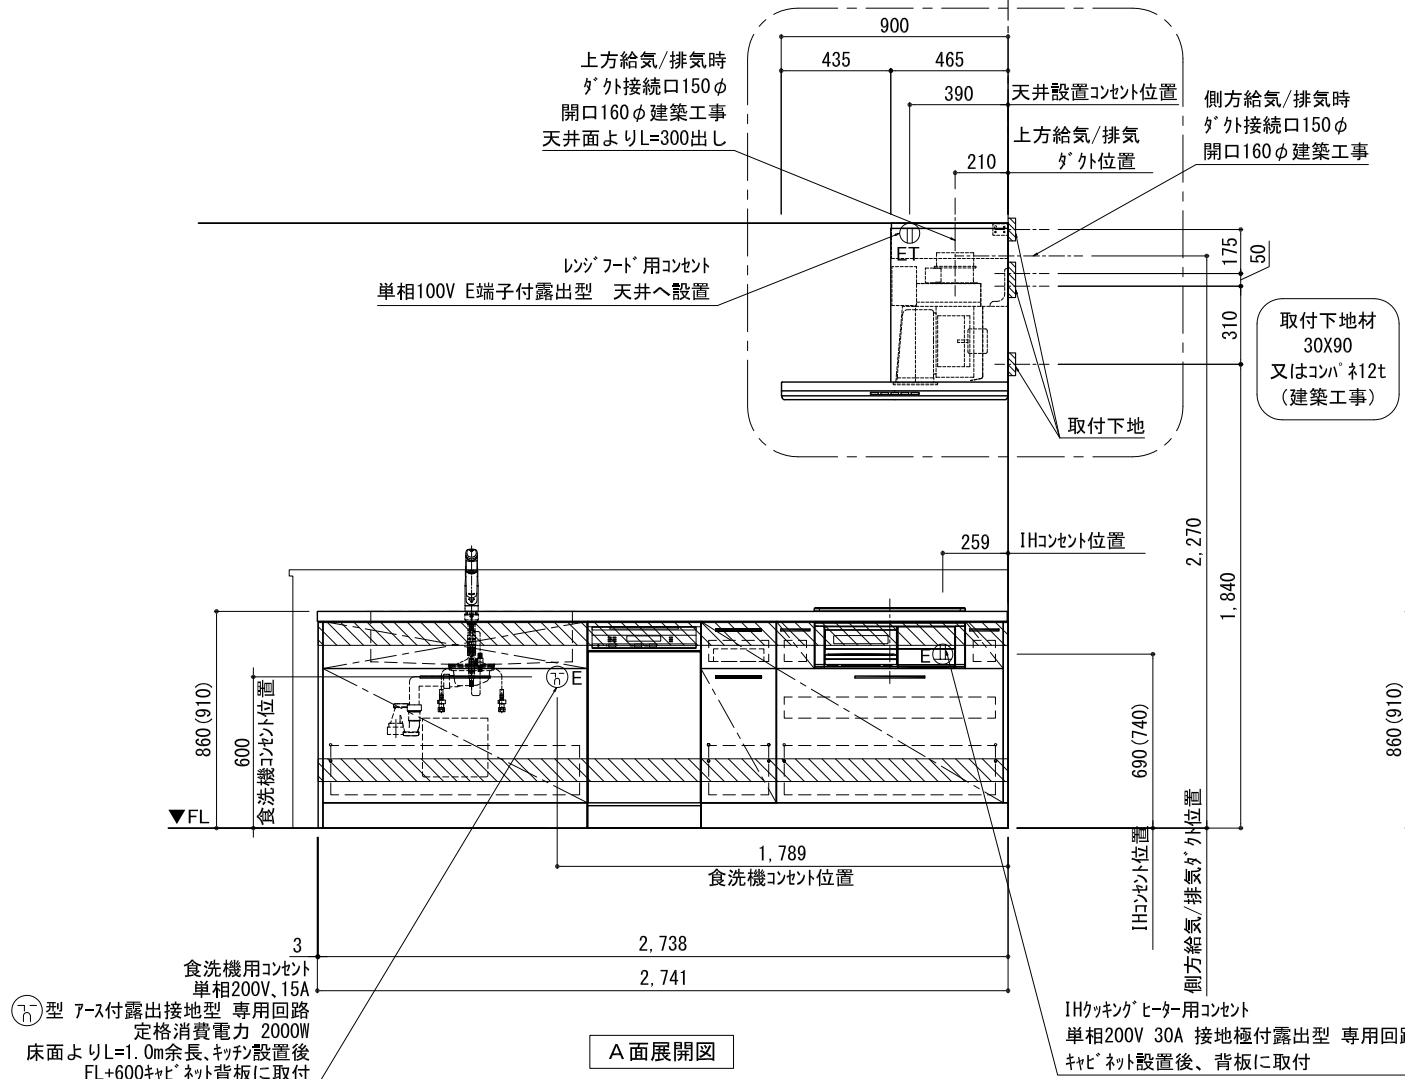 900
435
465
390
天井設置コンセント位置
上方給気/排気時
ダクト接続口150φ
開口160φ建築工事
天井面よりL=300出し
上方給気/排気
ダクト位置
210
側方給気/排気時
ダクト接続口150φ
開口160φ建築工事
ET
レンジフード用コンセント
単相100V E端子付露出型 天井へ設置
175
50
310
取付下地材
30X90
又はコンパネ12t
(建築工事)
取付下地
2,270
1,840
259
IHコンセント位置
E
E
860(910)
600
食洗機コンセント位置
690(740)
IHコンセント位置
側方給気/排気ダクト位置
860(910)
▼FL
1,789
食洗機コンセント位置
3
2,738
2,741
食洗機用コンセント
単相200V、15A
型 アース付露出接地型 専用回路
定格消費電力 2000W
床面よりL=1.0m余長、キッチン設置後
FL+600キャビネット背板に取付
A面展開図
IHクッキングヒーター用コンセント
単相200V 30A 接地極付露出型 専用回路
キャビネット設置後、背板に取付